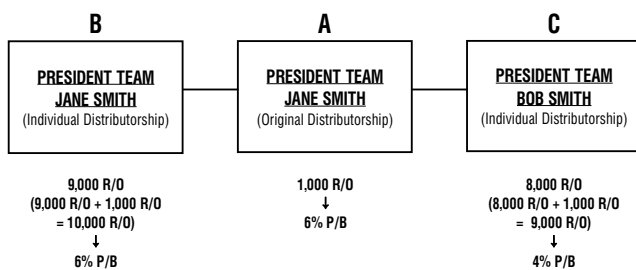 B
PRESIDENT TEAM
JANE SMITH
(Individual Distributorship)
9,000 R/O
(9,000 R/O + 1,000 R/O
= 10,000 R/O)
↓
6% P/B
A
PRESIDENT TEAM
JANE SMITH
(Original Distributorship)
1,000 R/O
↓
6% P/B
C
PRESIDENT TEAM
BOB SMITH
(Individual Distributorship)
8,000 R/O
(8,000 R/O + 1,000 R/O
= 9,000 R/O)
↓
4% P/B